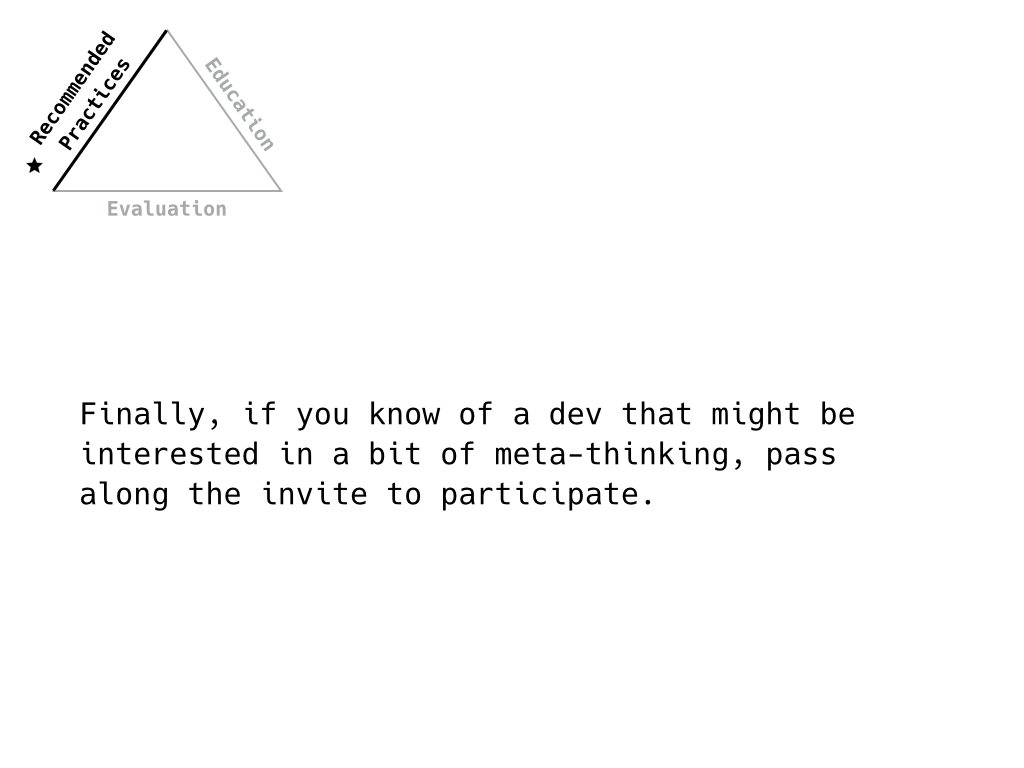 Recommended
Practices
Education
Evaluation
Finally, if you know of a dev that might be
interested in a bit of meta-thinking, pass
along the invite to participate.